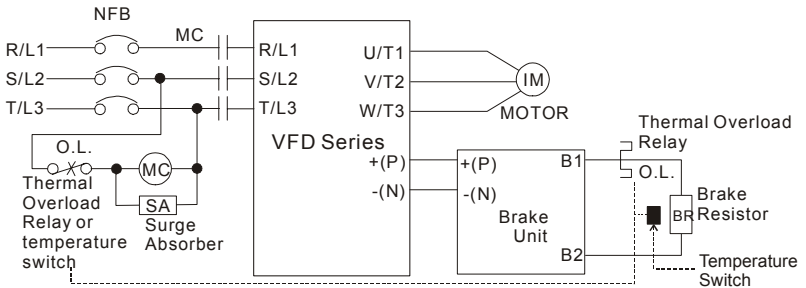 NFB
MC
R/L1
R/L1
U/T1
S/L2
S/L2
V/T2
IM
T/L3
T/L3
W/T3
MOTOR
VFD Series
O.L.
MC
SA
Surge
Absorber
Thermal
Overload
Relay or
temperature
switch
+(P)
-(N)
+(P)
-(N)
B1
B2
Brake
Unit
Thermal Overload
Relay
O.L.
BR
Brake
Resistor
Temperature
Switch